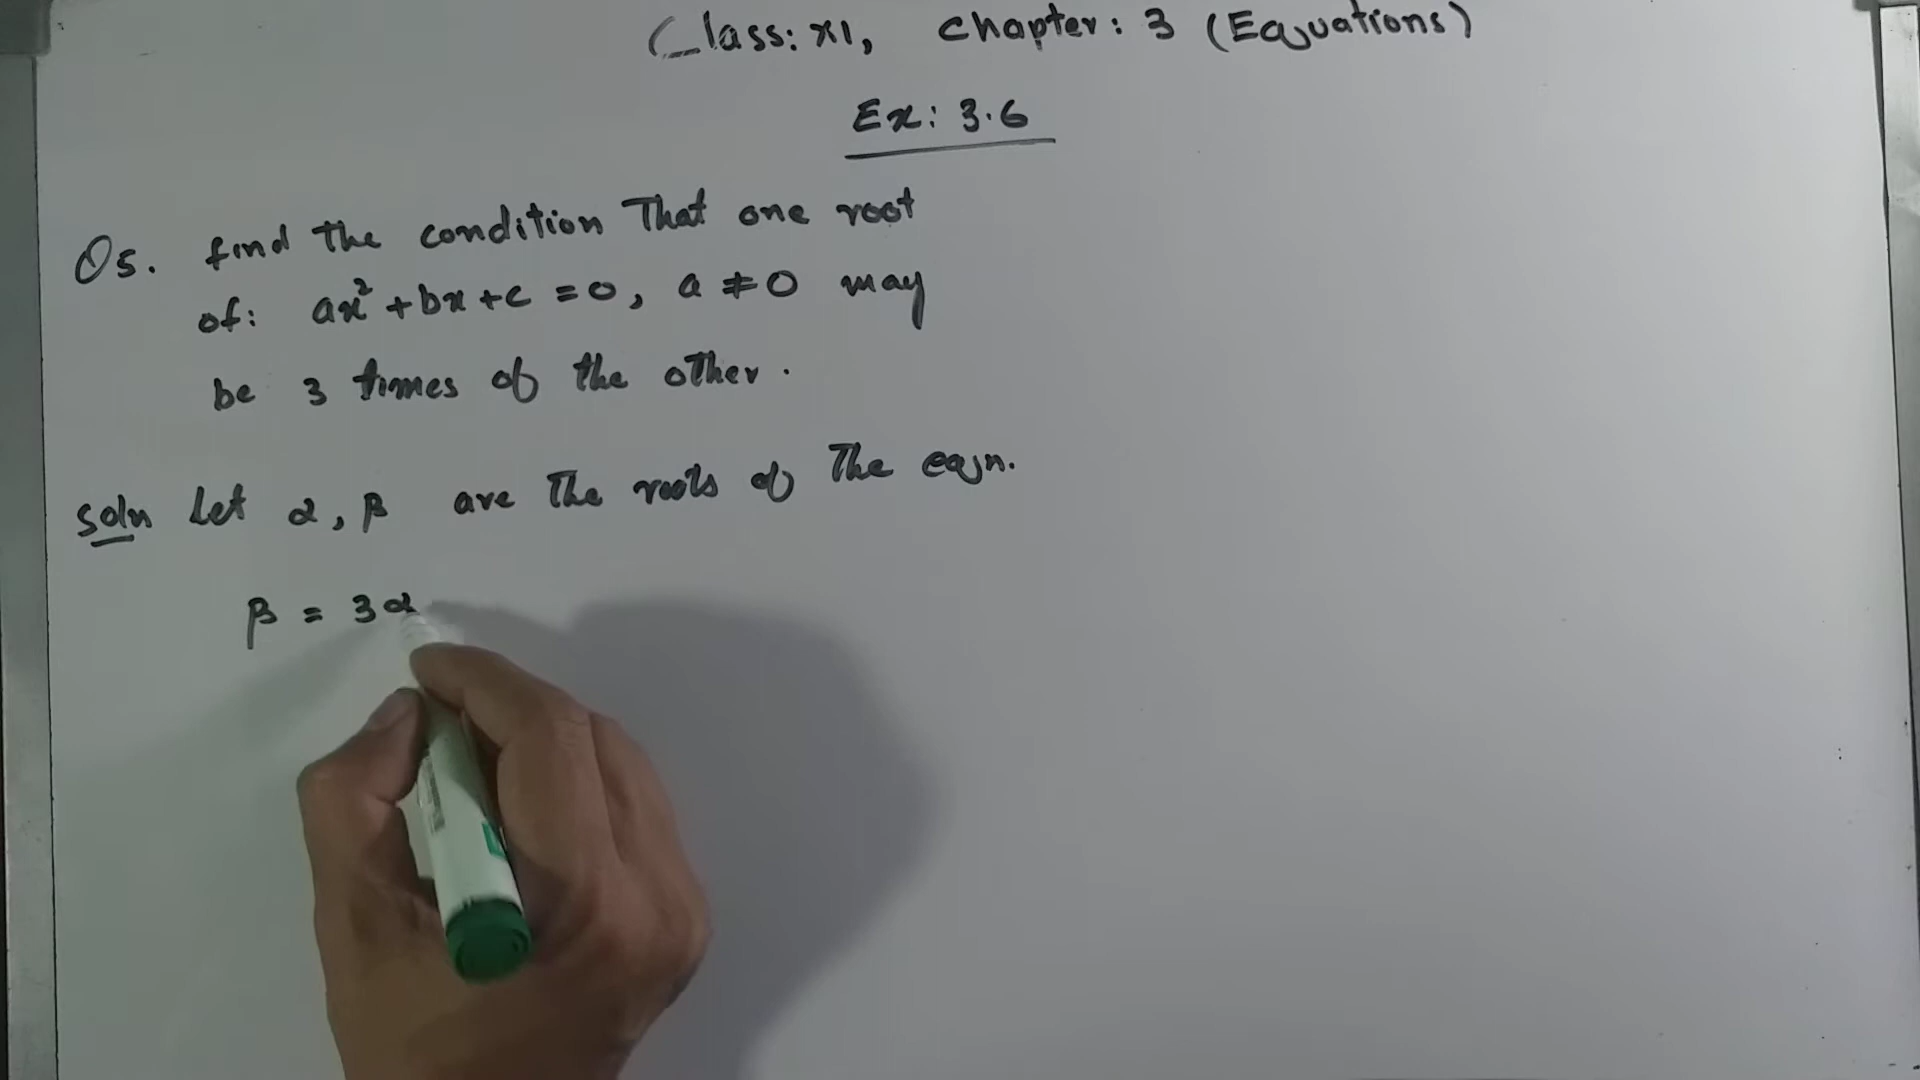 Class: XI, Chapter: 3 (Equations)
Ex: 3.6
Q5. find the condition That one root
of: ax² + bx + c = 0, a ≠ 0 may
be 3 times of the other.
Soln Let α, β are The roots of The eqn.
β = 3α